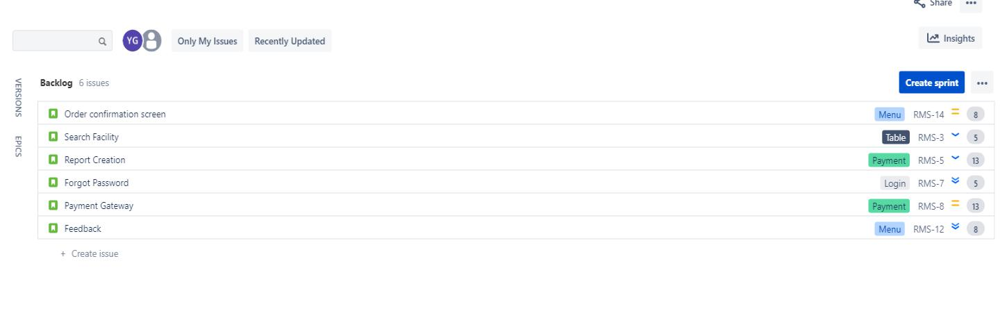 Share •••
YG Only My Issues Recently Updated Insights
VERSIONS
EPICS
Backlog 6 issues Create sprint •••
Order confirmation screen Menu RMS-14 8
Search Facility Table RMS-3 5
Report Creation Payment RMS-5 13
Forgot Password Login RMS-7 5
Payment Gateway Payment RMS-8 13
Feedback Menu RMS-12 8
+ Create issue